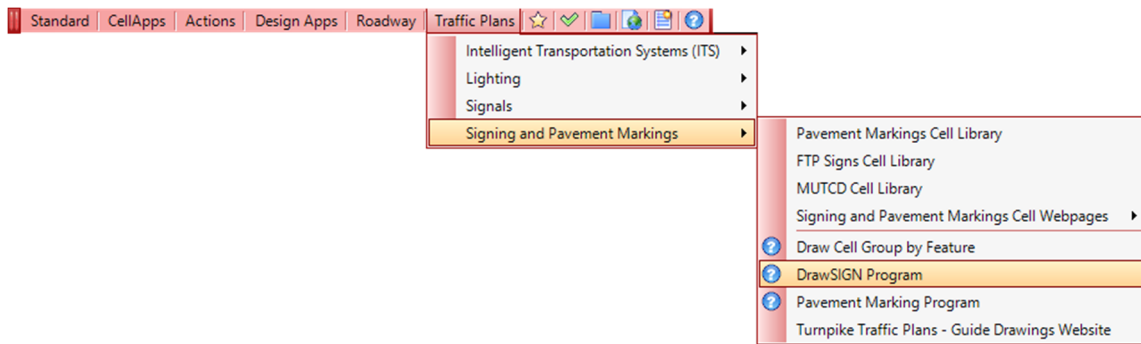 Standard CellApps Actions Design Apps Roadway Traffic Plans
Intelligent Transportation Systems (ITS)
Lighting
Signals
Signing and Pavement Markings
Pavement Markings Cell Library
FTP Signs Cell Library
MUTCD Cell Library
Signing and Pavement Markings Cell Webpages
Draw Cell Group by Feature
DrawSIGN Program
Pavement Marking Program
Turnpike Traffic Plans - Guide Drawings Website